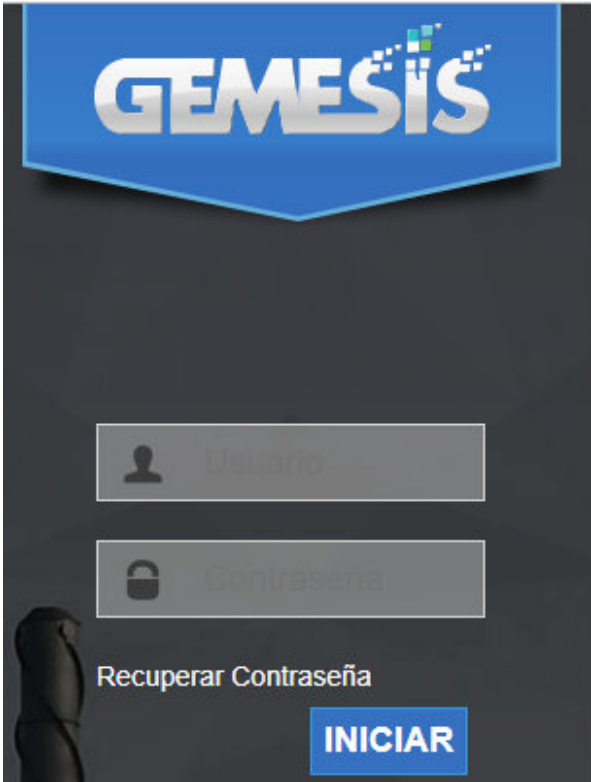 GEMESIS
Usuario
Contraseña
Recuperar Contraseña
INICIAR